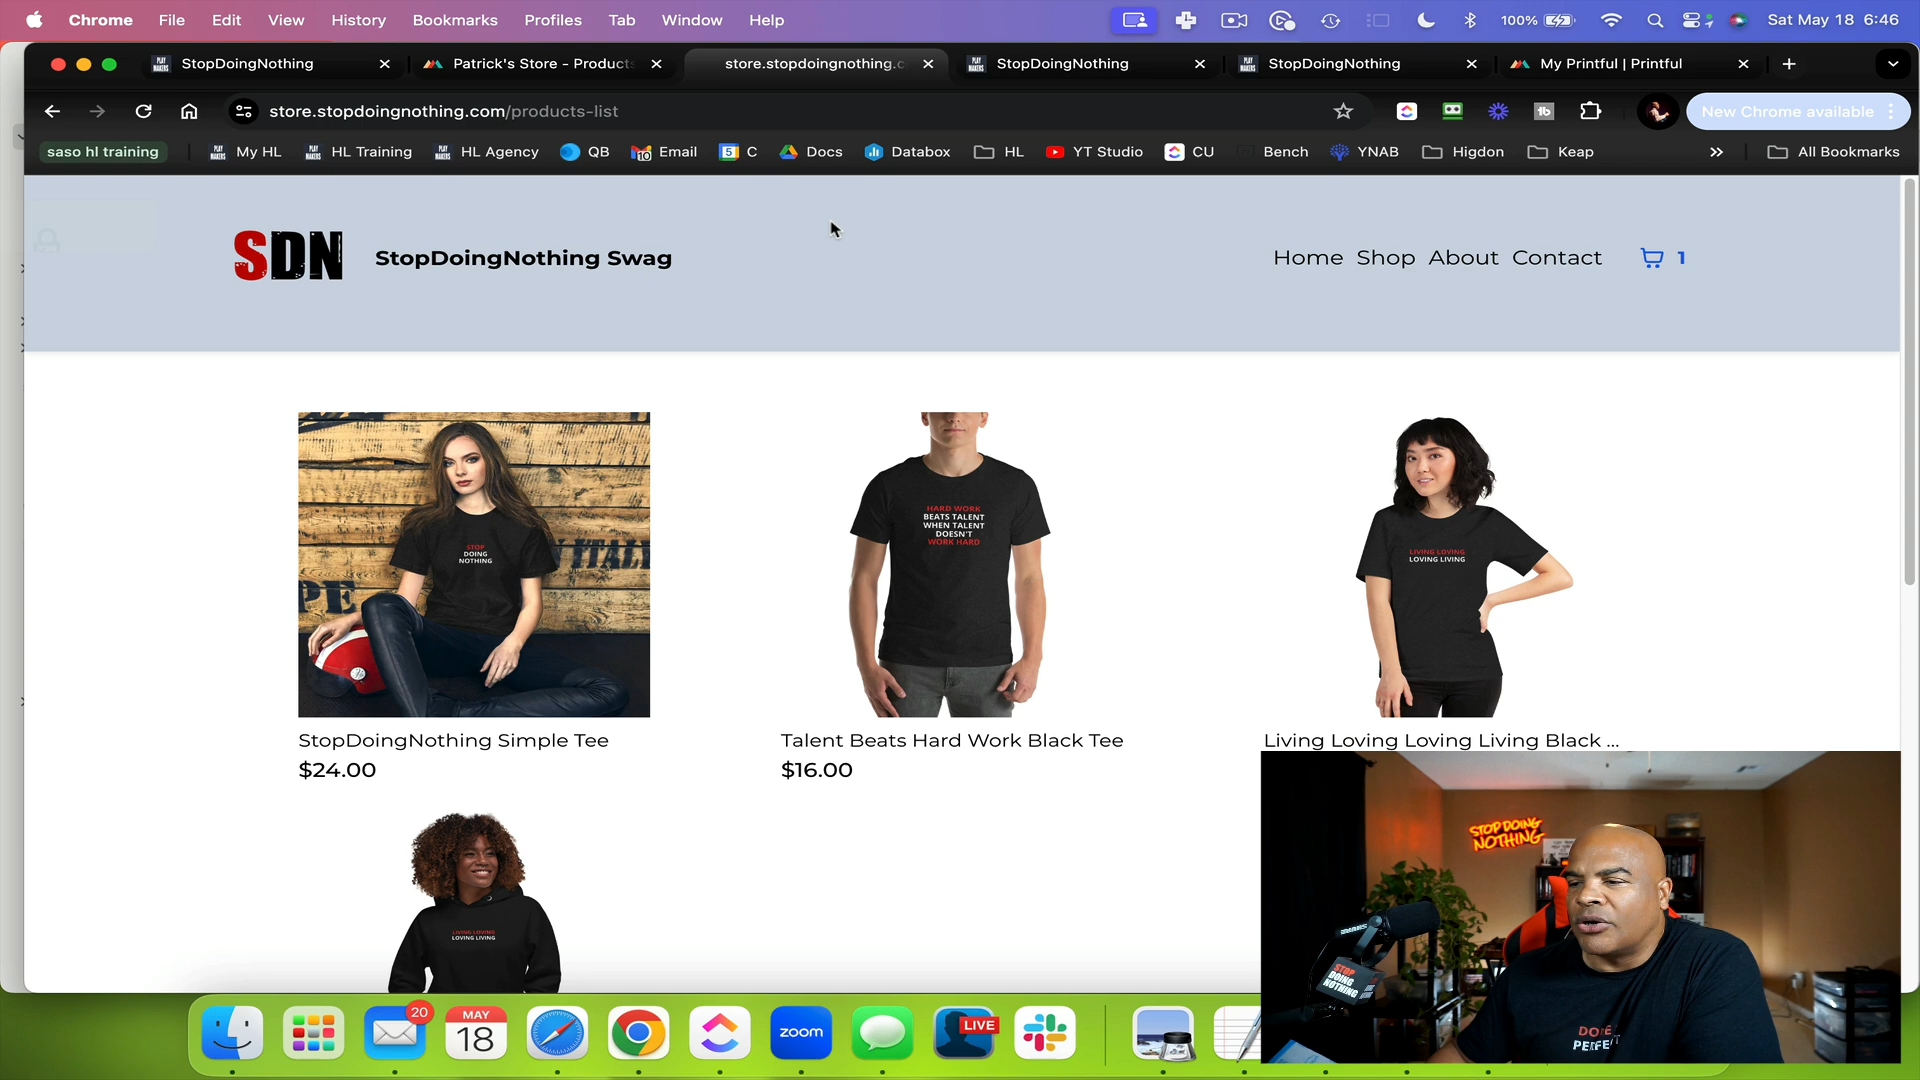 Chrome File Edit View History Bookmarks Profiles Tab Window Help 100% Sat May 18 6:46
StopDoingNothing Patrick's Store - Products store.stopdoingnothing.c StopDoingNothing StopDoingNothing My Printful | Printful
store.stopdoingnothing.com/products-list New Chrome available
saso hl training My HL HL Training HL Agency QB 10 Email 5 C Docs Databox HL YT Studio CU Bench YNAB Higdon Keap All Bookmarks
SDN StopDoingNothing Swag Home Shop About Contact 1
STOP
DOING
NOTHING
HARD WORK
BEATS TALENT
WHEN TALENT
DOESN'T
WORK HARD
LIVING LOVING
LOVING LIVING
StopDoingNothing Simple Tee
$24.00
Talent Beats Hard Work Black Tee
$16.00
Living Loving Loving Living Black ...
LIVING LOVING
LOVING LIVING
STOP DOING
NOTHING
STOP
DOING
NOTHING
20
MAY
18
zoom
LIVE